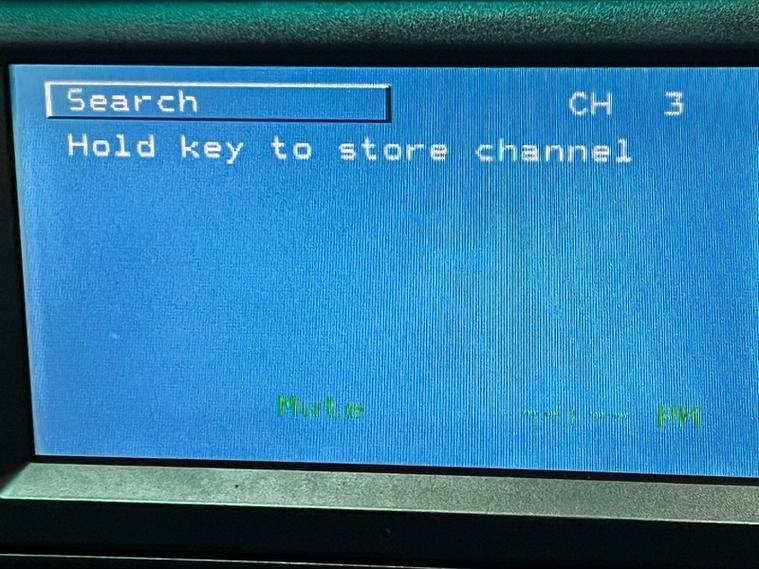 Search CH 3
Hold key to store channel
Mute --:-- PM